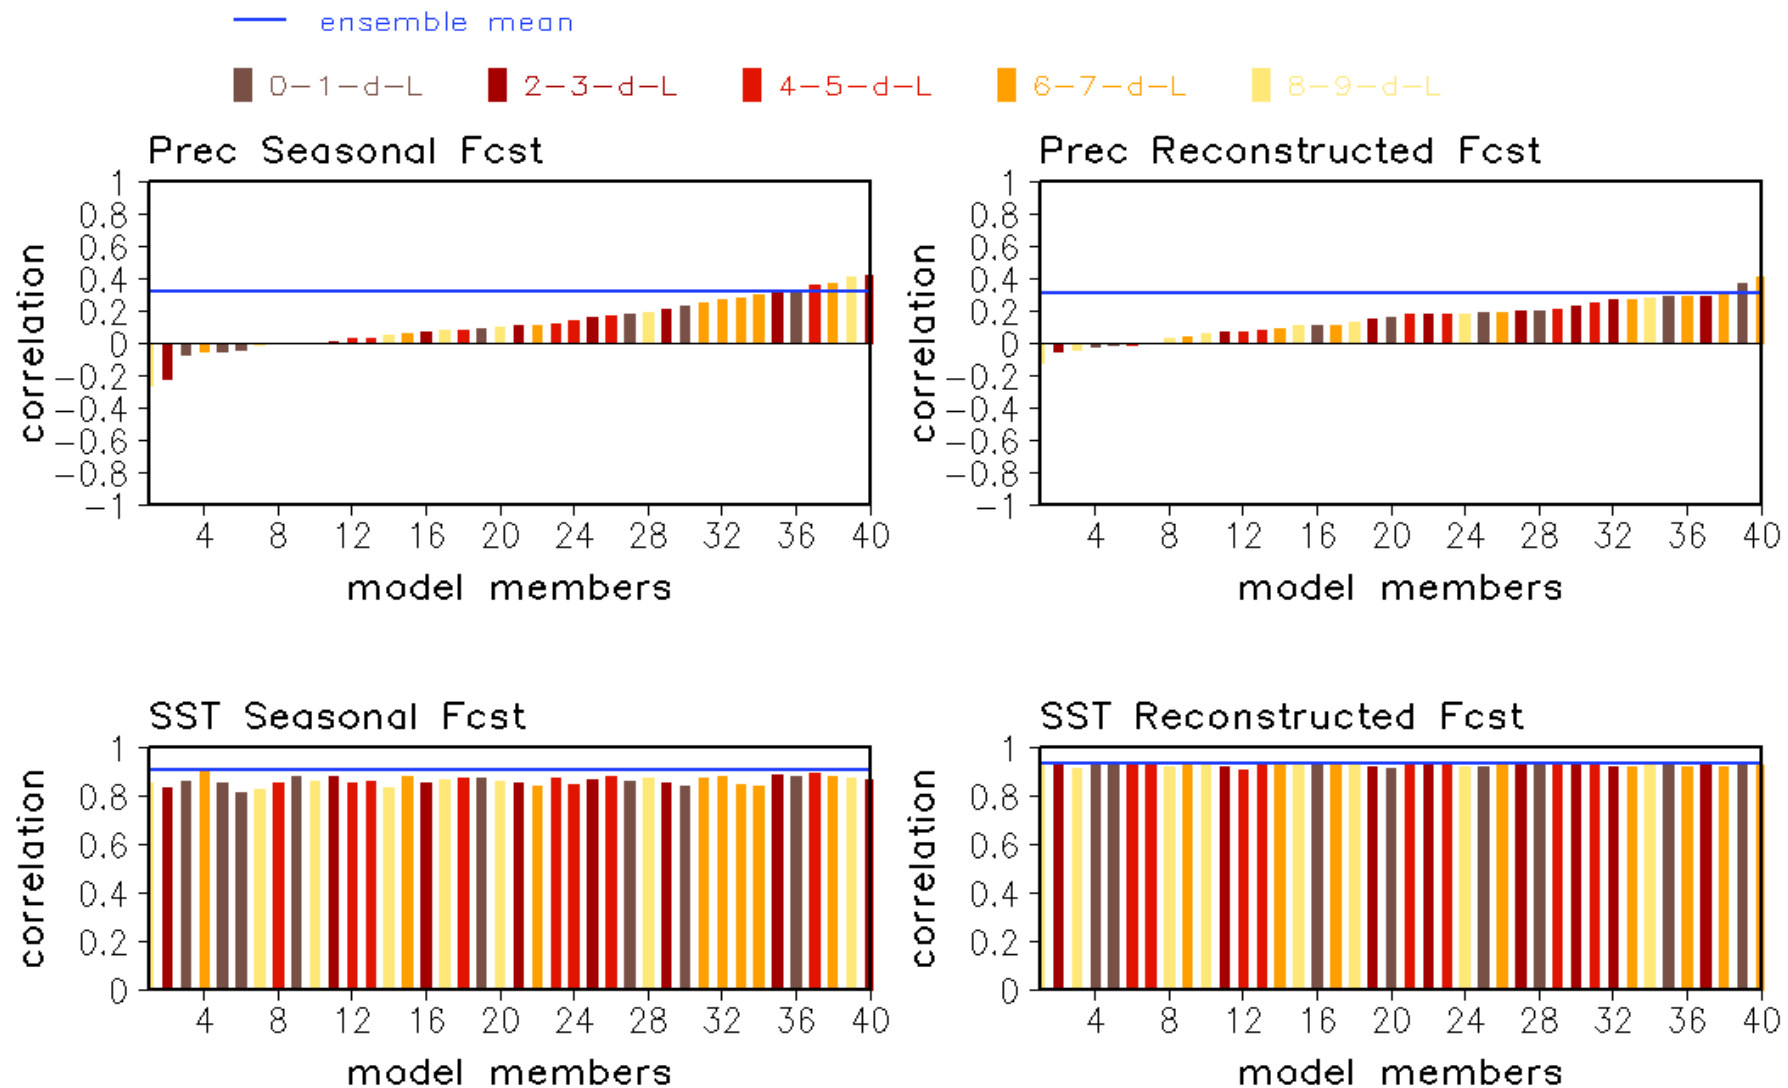 ensemble mean
0-1-d-L 2-3-d-L 4-5-d-L 6-7-d-L 8-9-d-L
Prec Seasonal Fcst
correlation
1
0.8
0.6
0.4
0.2
0
-0.2
-0.4
-0.6
-0.8
-1
4 8 12 16 20 24 28 32 36 40
model members
Prec Reconstructed Fcst
correlation
1
0.8
0.6
0.4
0.2
0
-0.2
-0.4
-0.6
-0.8
-1
4 8 12 16 20 24 28 32 36 40
model members
SST Seasonal Fcst
correlation
1
0.8
0.6
0.4
0.2
0
4 8 12 16 20 24 28 32 36 40
model members
SST Reconstructed Fcst
correlation
1
0.8
0.6
0.4
0.2
0
4 8 12 16 20 24 28 32 36 40
model members